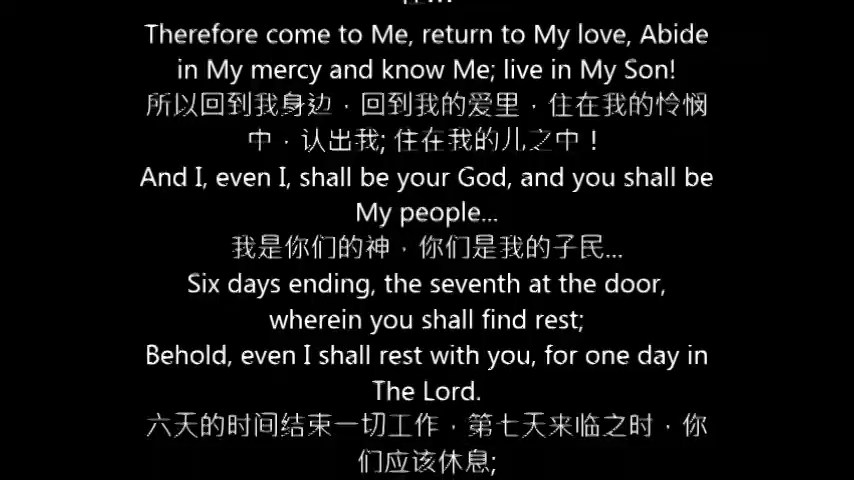 Therefore come to Me, return to My love, Abide
in My mercy and know Me; live in My Son!
所以回到我身边，回到我的爱里，住在我的怜悯
中，认出我; 住在我的儿之中！
And I, even I, shall be your God, and you shall be
My people...
我是你们的神，你们是我的子民...
Six days ending, the seventh at the door,
wherein you shall find rest;
Behold, even I shall rest with you, for one day in
The Lord.
六天的时间结束一切工作，第七天来临之时，你
们应该休息;